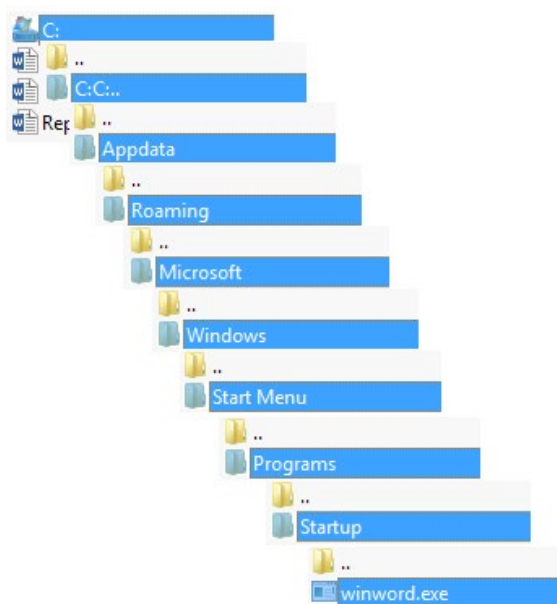 C:
..
C:C:..
Rep ..
Appdata
..
Roaming
..
Microsoft
..
Windows
..
Start Menu
..
Programs
..
Startup
..
winword.exe